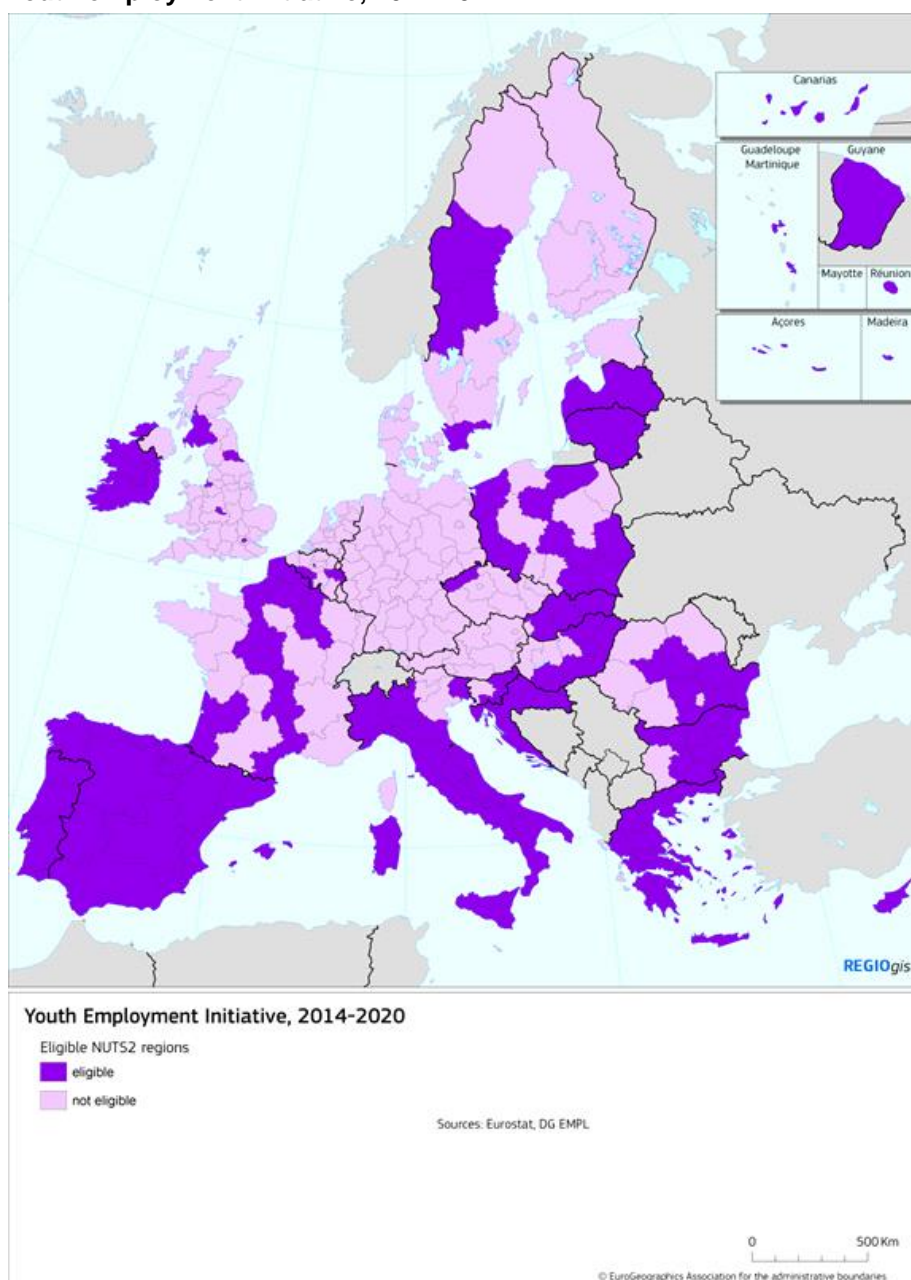 Canarias
Guadeloupe
Martinique
Guyane
Mayotte
Réunion
Açores
Madeira
REGIOgis
Youth Employment Initiative, 2014-2020
Eligible NUTS2 regions
eligible
not eligible
Sources: Eurostat, DG EMPL
0
500 Km
© EuroGeographics Association for the administrative boundaries